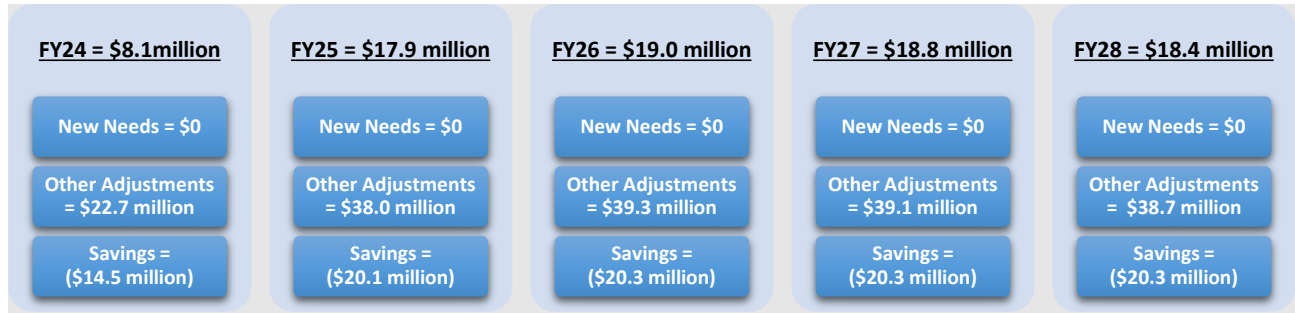 FY24 = $8.1million
New Needs = $0
Other Adjustments
= $22.7 million
Savings =
($14.5 million)
FY25 = $17.9 million
New Needs = $0
Other Adjustments
= $38.0 million
Savings =
($20.1 million)
FY26 = $19.0 million
New Needs = $0
Other Adjustments
= $39.3 million
Savings =
($20.3 million)
FY27 = $18.8 million
New Needs = $0
Other Adjustments
= $39.1 million
Savings =
($20.3 million)
FY28 = $18.4 million
New Needs = $0
Other Adjustments
= $38.7 million
Savings =
($20.3 million)